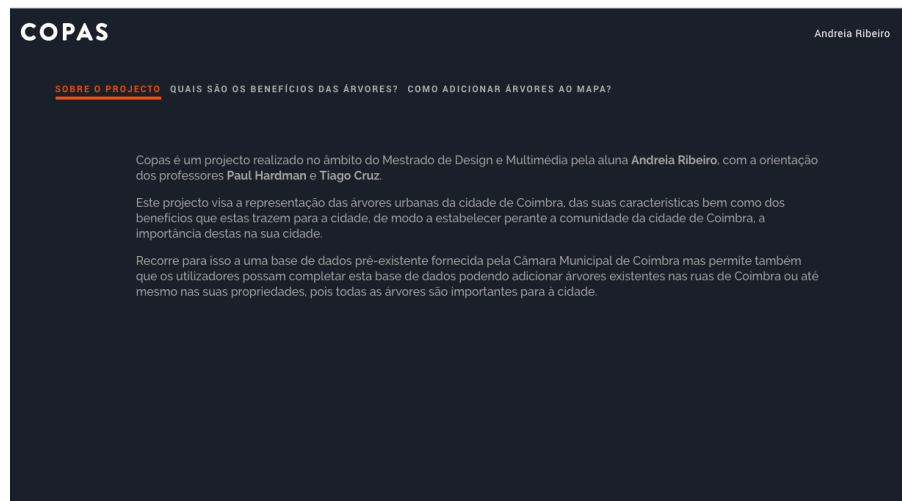 COPAS
Andreia Ribeiro
SOBRE O PROJECTO QUAIS SÃO OS BENEFÍCIOS DAS ÁRVORES? COMO ADICIONAR ÁRVORES AO MAPA?
Copas é um projecto realizado no âmbito do Mestrado de Design e Multimédia pela aluna Andreia Ribeiro, com a orientação
dos professores Paul Hardman e Tiago Cruz.
Este projecto visa a representação das árvores urbanas da cidade de Coimbra, das suas caracteristicas bem como dos
benefícios que estas trazem para a cidade, de modo a estabelecer perante a comunidade da cidade de Coimbra, a
importância destas na sua cidade.
Recorre para isso a uma base de dados pré-existente fornecida pela Câmara Municipal de Coimbra mas permite também
que os utilizadores possam completar esta base de dados podendo adicionar árvores existentes nas ruas de Coimbra ou até
mesmo nas suas propriedades, pois todas as árvores são importantes para à cidade.